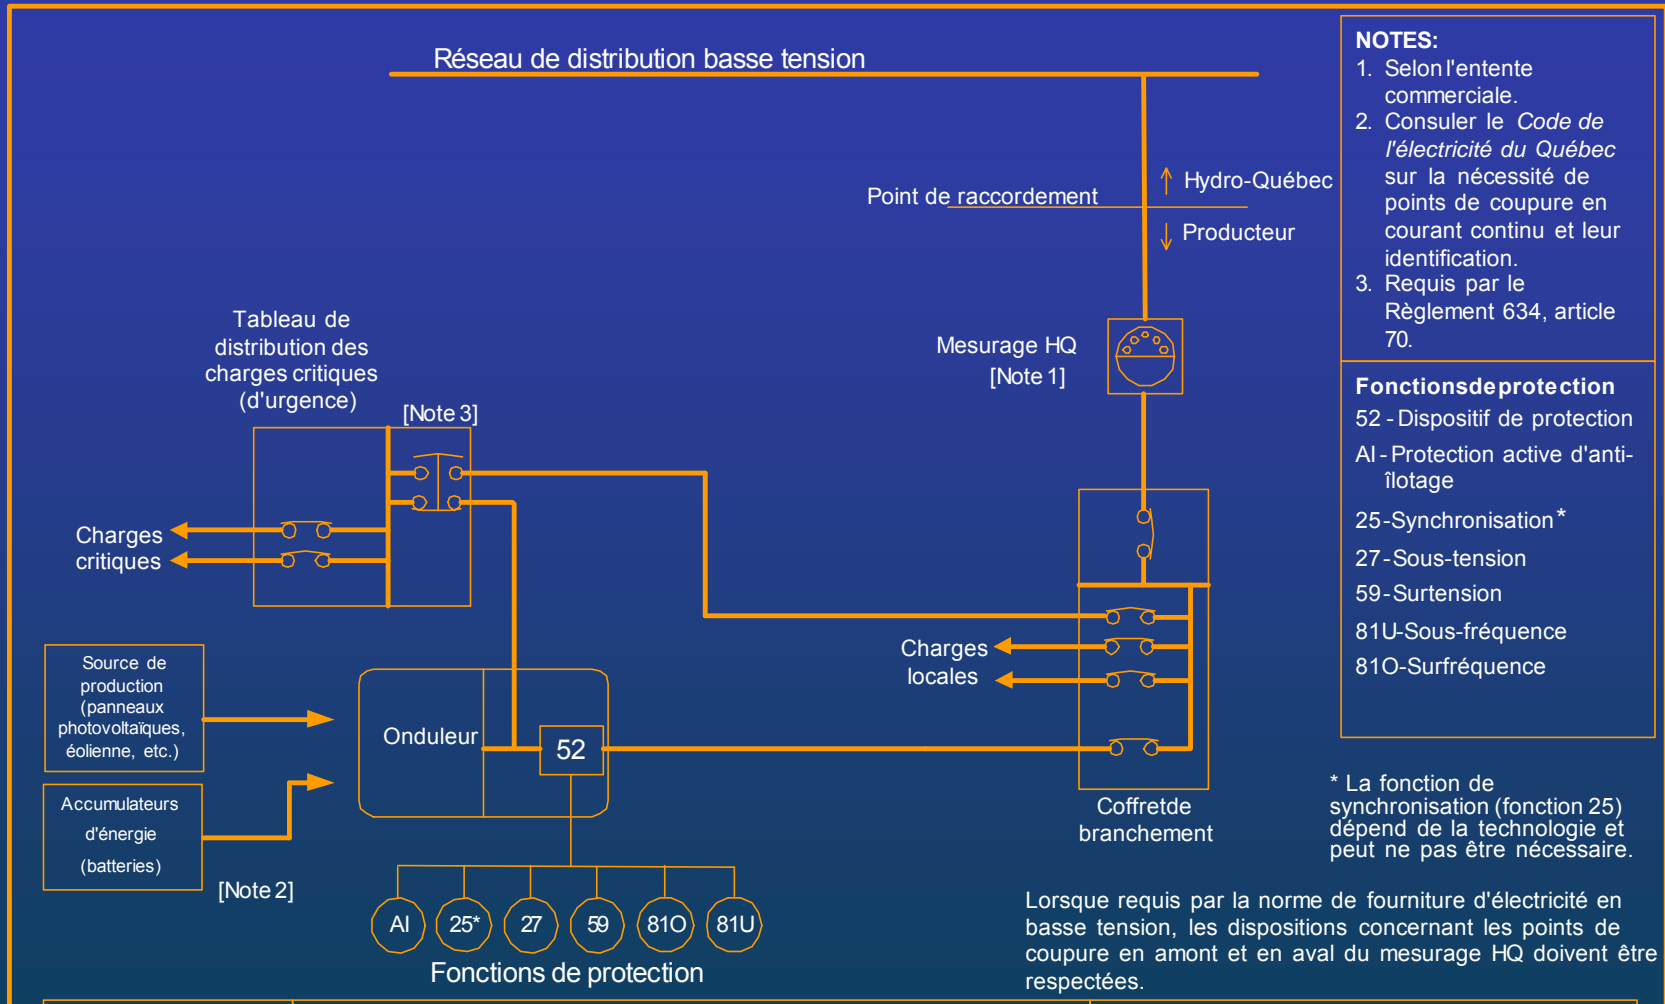 Réseau de distribution basse tension
Point de raccordement
Hydro-Québec
Producteur
Mesurage HQ
[Note 1]
Tableau de
distribution des
charges critiques
(d'urgence)
[Note 3]
Charges
critiques
Charges
locales
Source de
production
(panneaux
photovoltaïques,
éolienne, etc.)
Onduleur
52
Accumulateurs
d'énergie
(batteries)
[Note 2]
Coffretde
branchement
AI
25*
27
59
81O
81U
Fonctions de protection
NOTES:
1. Selon l'entente
commerciale.
2. Consuler le Code de
l'électricité du Québec
sur la nécessité de
points de coupure en
courant continu et leur
identification.
3. Requis par le
Règlement 634, article
70.
Fonctionsdeprotection
52 - Dispositif de protection
AI - Protection active d'anti-
îlotage
25-Synchronisation*
27-Sous-tension
59-Surtension
81U-Sous-fréquence
81O-Surfréquence
* La fonction de
synchronisation (fonction 25)
dépend de la technologie et
peut ne pas être nécessaire.
Lorsque requis par la norme de fourniture d'électricité en
basse tension, les dispositions concernant les points de
coupure en amont et en aval du mesurage HQ doivent être
respectées.